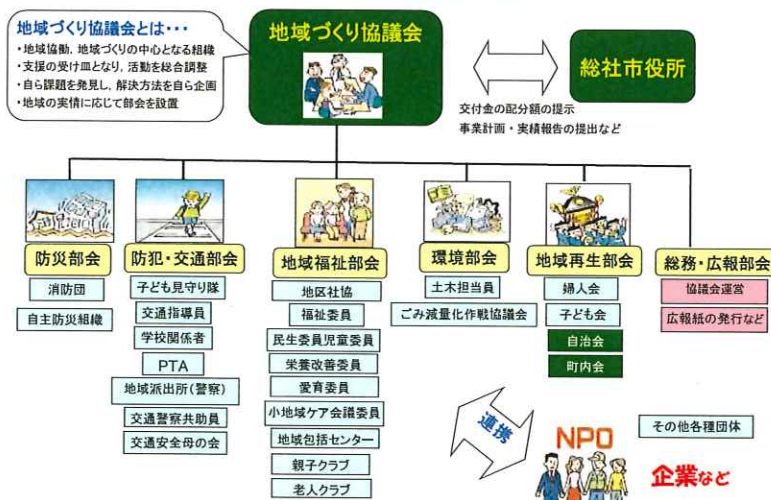 地域づくり協議会とは・・・
・地域協働，地域づくりの中心となる組織
・支援の受け皿となり，活動を総合調整
・自ら課題を発見し，解決方法を自ら企画
・地域の実情に応じて部会を設置
地域づくり協議会
総社市役所
交付金の配分額の提示
事業計画・実績報告の提出など
防災部会
消防団
自主防災組織
防犯・交通部会
子ども見守り隊
交通指導員
学校関係者
PTA
地域派出所（警察）
交通警察共助員
交通安全母の会
地域福祉部会
地区社協
福祉委員
民生委員児童委員
栄養改善委員
愛育委員
小地域ケア会議委員
地域包括センター
親子クラブ
老人クラブ
環境部会
土木担当員
ごみ減量化作戦協議会
地域再生部会
婦人会
子ども会
自治会
町内会
総務・広報部会
協議会運営
広報紙の発行など
連携
NPO
その他各種団体
企業など